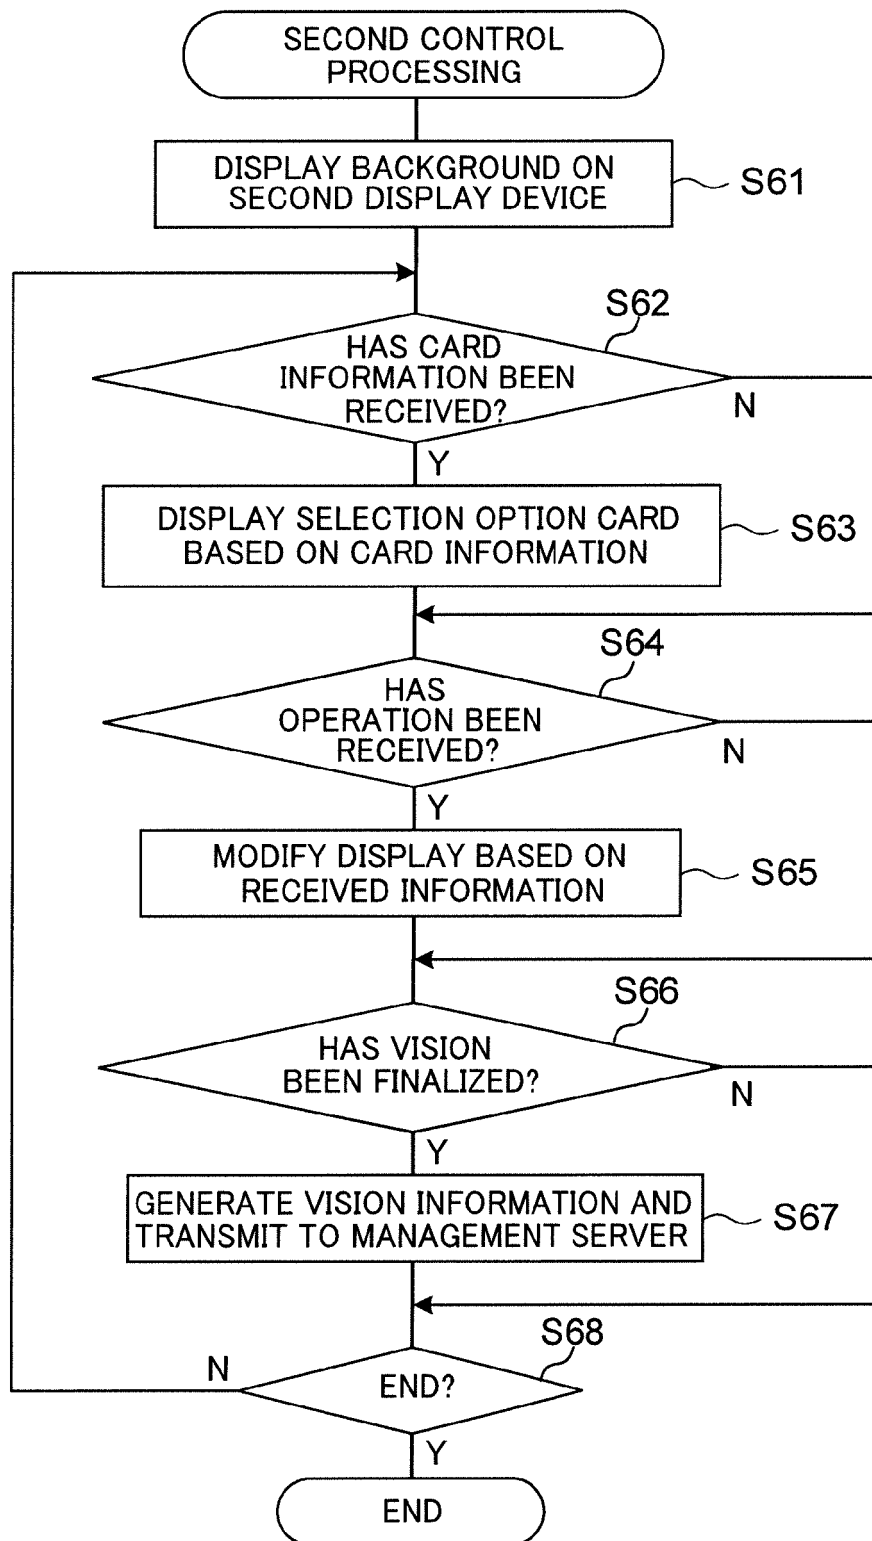 SECOND CONTROL
PROCESSING
DISPLAY BACKGROUND ON
SECOND DISPLAY DEVICE
S61
S62
HAS CARD
INFORMATION BEEN
RECEIVED?
N
Y
DISPLAY SELECTION OPTION CARD
BASED ON CARD INFORMATION
S63
S64
HAS
OPERATION BEEN
RECEIVED?
N
Y
MODIFY DISPLAY BASED ON
RECEIVED INFORMATION
S65
S66
HAS VISION
BEEN FINALIZED?
N
Y
GENERATE VISION INFORMATION AND
TRANSMIT TO MANAGEMENT SERVER
S67
S68
N
END?
Y
END